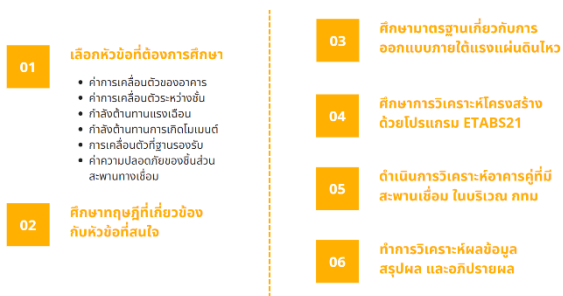 01
เลือกหัวข้อที่ต้องการศึกษา
• ค่าการเคลื่อนตัวของอาคาร
• ค่าการเคลื่อนตัวระหว่างชั้น
• กำลังต้านทานแรงเฉือน
• กำลังต้านทานการเกิดโมเมนต์
• การเคลื่อนตัวที่ฐานรองรับ
• ค่าความปลอดภัยของชิ้นส่วน
สะพานทางเชื่อม
02
ศึกษาทฤษฎีที่เกี่ยวข้อง
กับหัวข้อที่สนใจ
03
ศึกษามาตรฐานเกี่ยวกับการ
ออกแบบภายใต้แรงแผ่นดินไหว
04
ศึกษาการวิเคราะห์โครงสร้าง
ด้วยโปรแกรม ETABS21
05
ดำเนินการวิเคราะห์อาคารคู่ที่มี
สะพานเชื่อม ในบริเวณ กทม
06
ทำการวิเคราะห์ผลข้อมูล
สรุปผล และอภิปรายผล